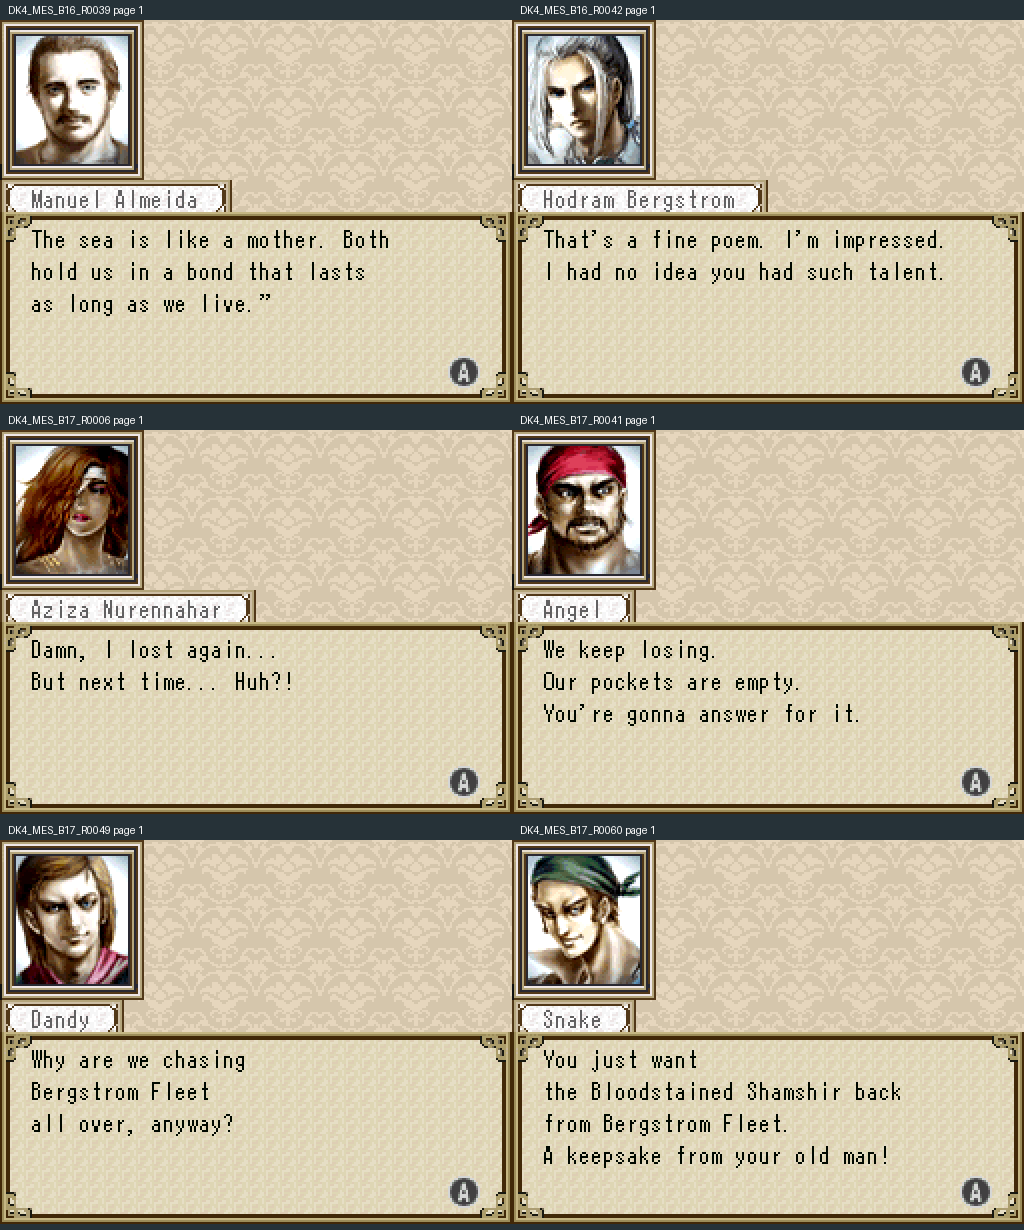 DK4_MES_B16_R0039 page 1
Manuel Almeida
The sea is like a mother. Both
hold us in a bond that lasts
as long as we live.”
A
DK4_MES_B16_R0042 page 1
Hodram Bergstrom
That’s a fine poem. I’m impressed.
I had no idea you had such talent.
A
DK4_MES_B17_R0006 page 1
Aziza Nurennahar
Damn, I lost again...
But next time... Huh?!
A
DK4_MES_B17_R0041 page 1
Angel
We keep losing.
Our pockets are empty.
You’re gonna answer for it.
A
DK4_MES_B17_R0049 page 1
Dandy
Why are we chasing
Bergstrom Fleet
all over, anyway?
A
DK4_MES_B17_R0060 page 1
Snake
You just want
the Bloodstained Shamshir back
from Bergstrom Fleet.
A keepsake from your old man!
A